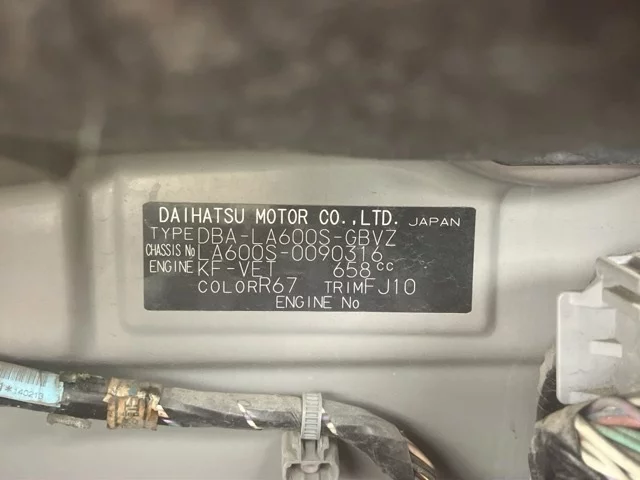 DAIHATSU MOTOR CO.,LTD. JAPAN
TYPE DBA-LA600S-GBVZ
CHASSIS No LA600S-0090316
ENGINE KF-VET 658cc
COLOR R67 TRIM FJ10
ENGINE No